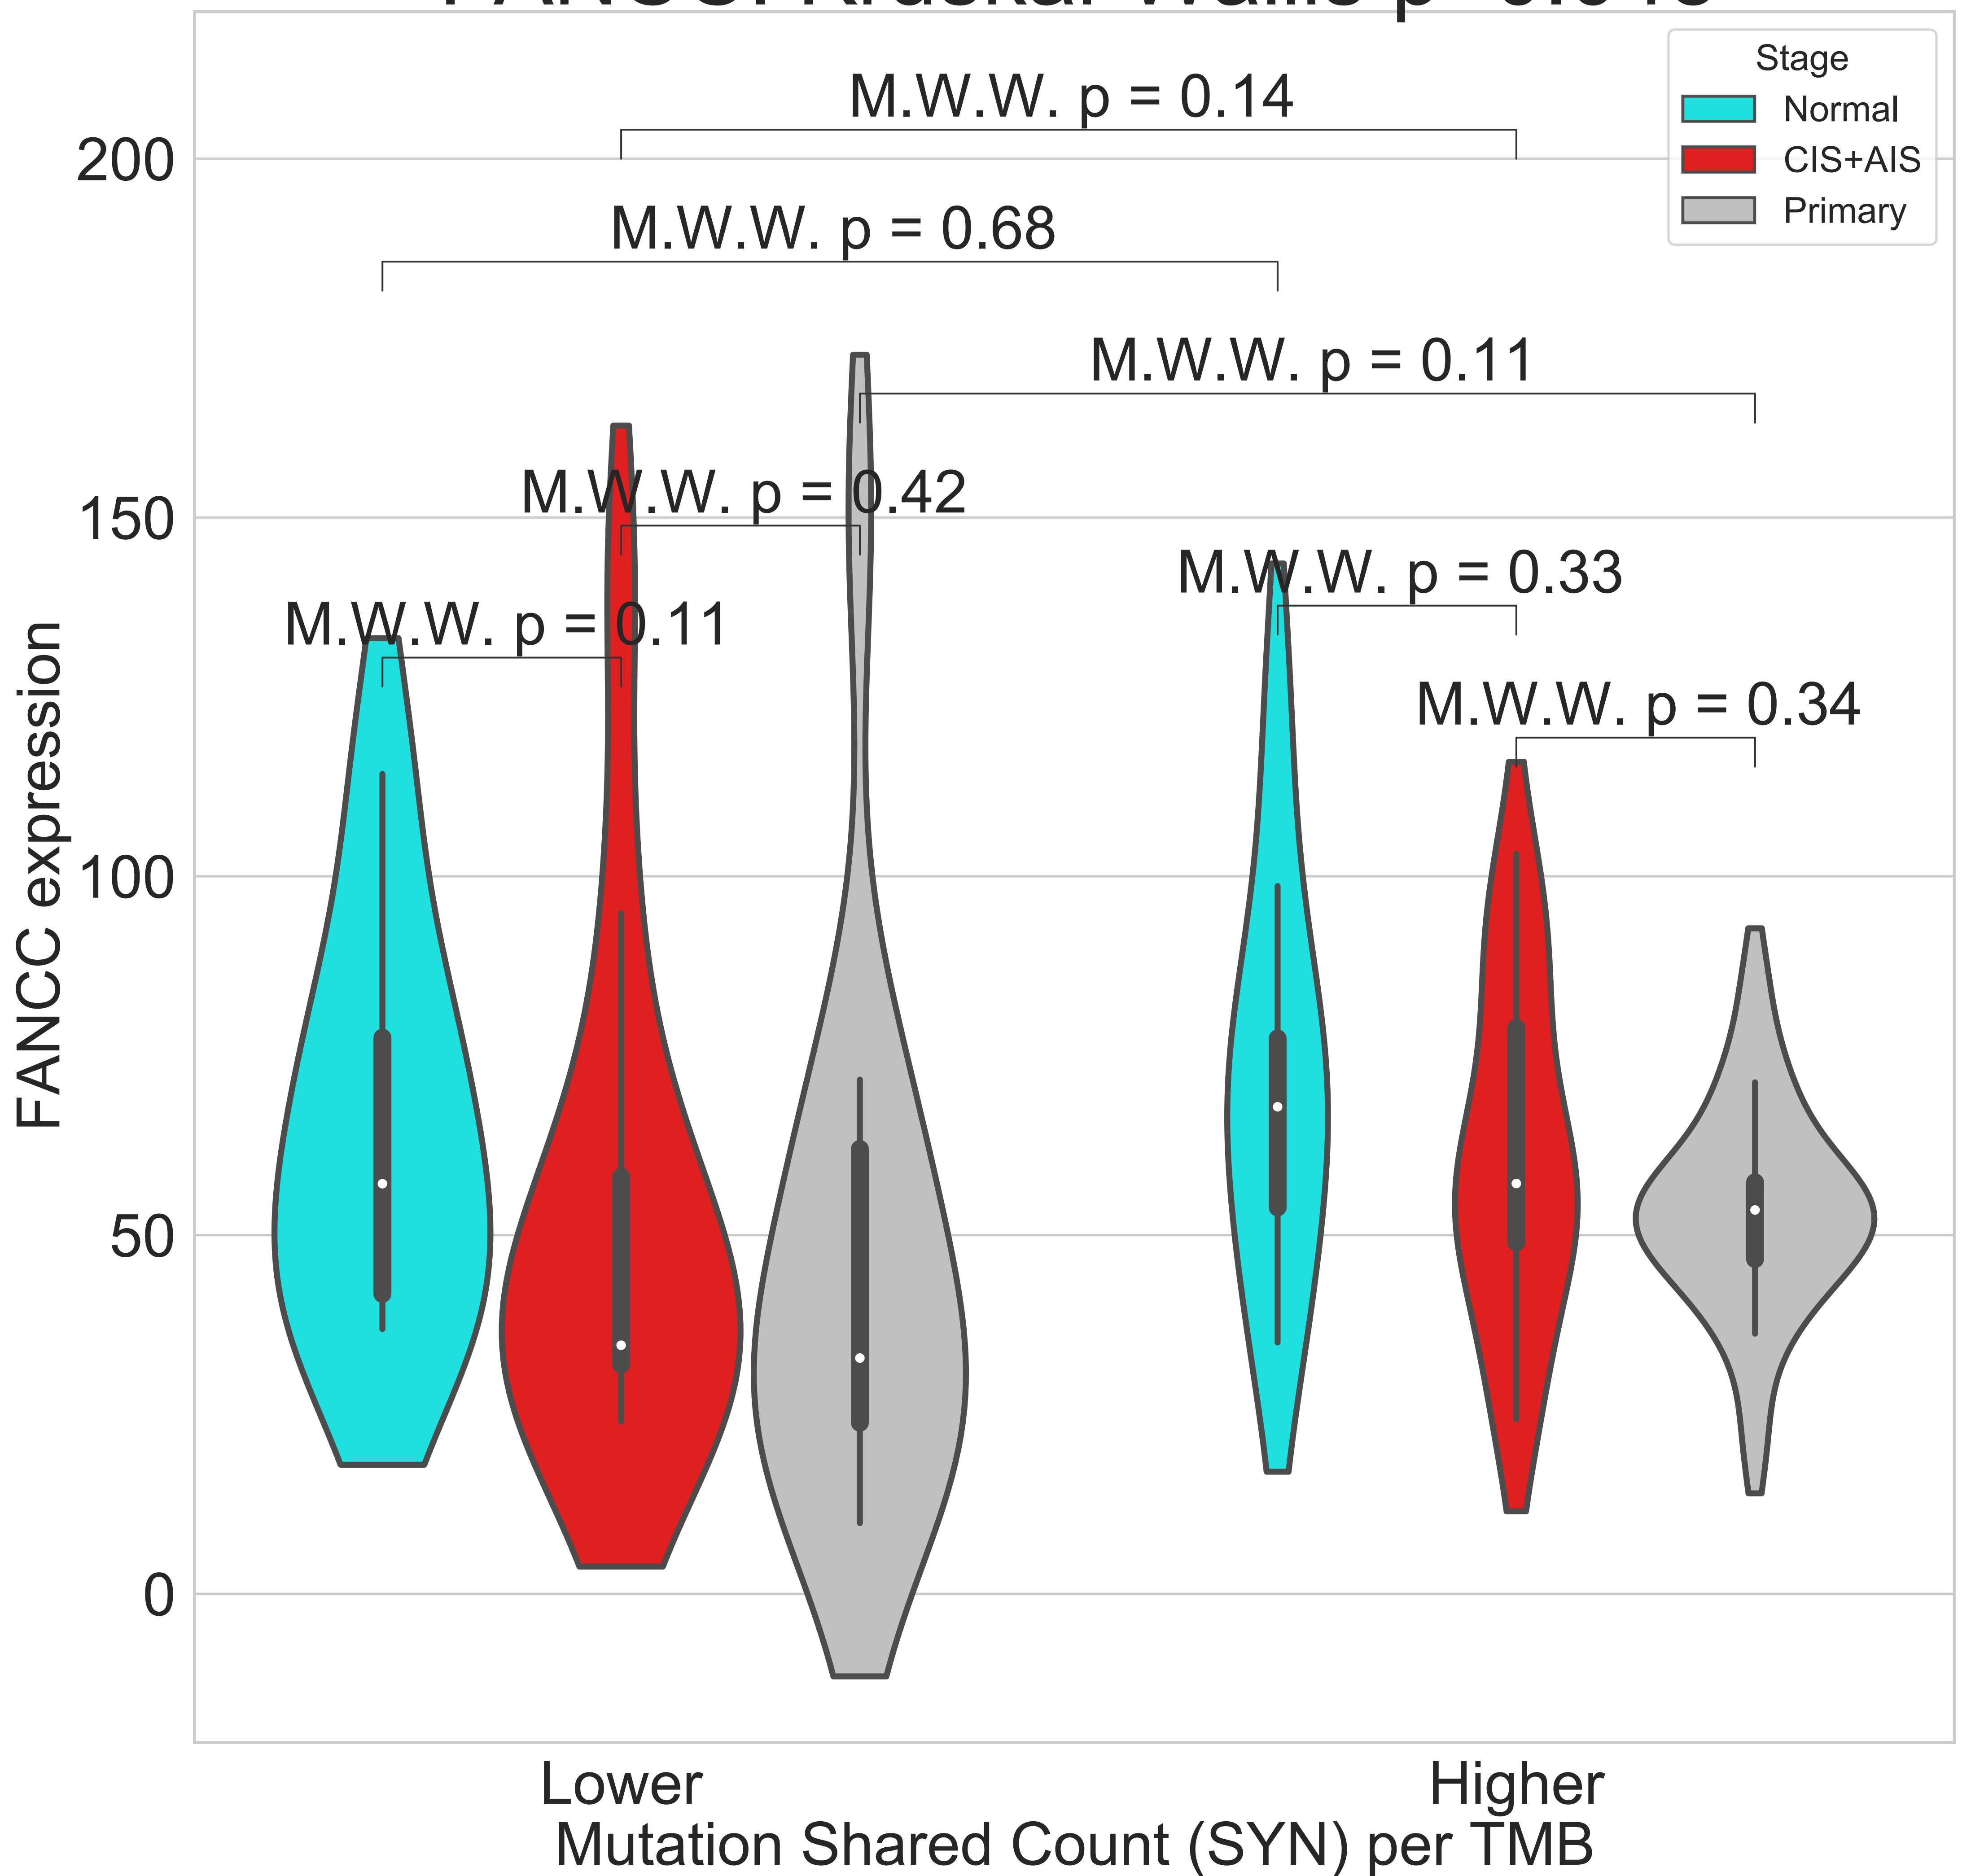 Stage
Normal
CIS+AIS
Primary
M.W.W. p = 0.14
M.W.W. p = 0.68
M.W.W. p = 0.11
M.W.W. p = 0.42
M.W.W. p = 0.33
M.W.W. p = 0.11
M.W.W. p = 0.34
200
150
100
50
0
FANCC expression
Lower
Higher
Mutation Shared Count (SYN) per TMB